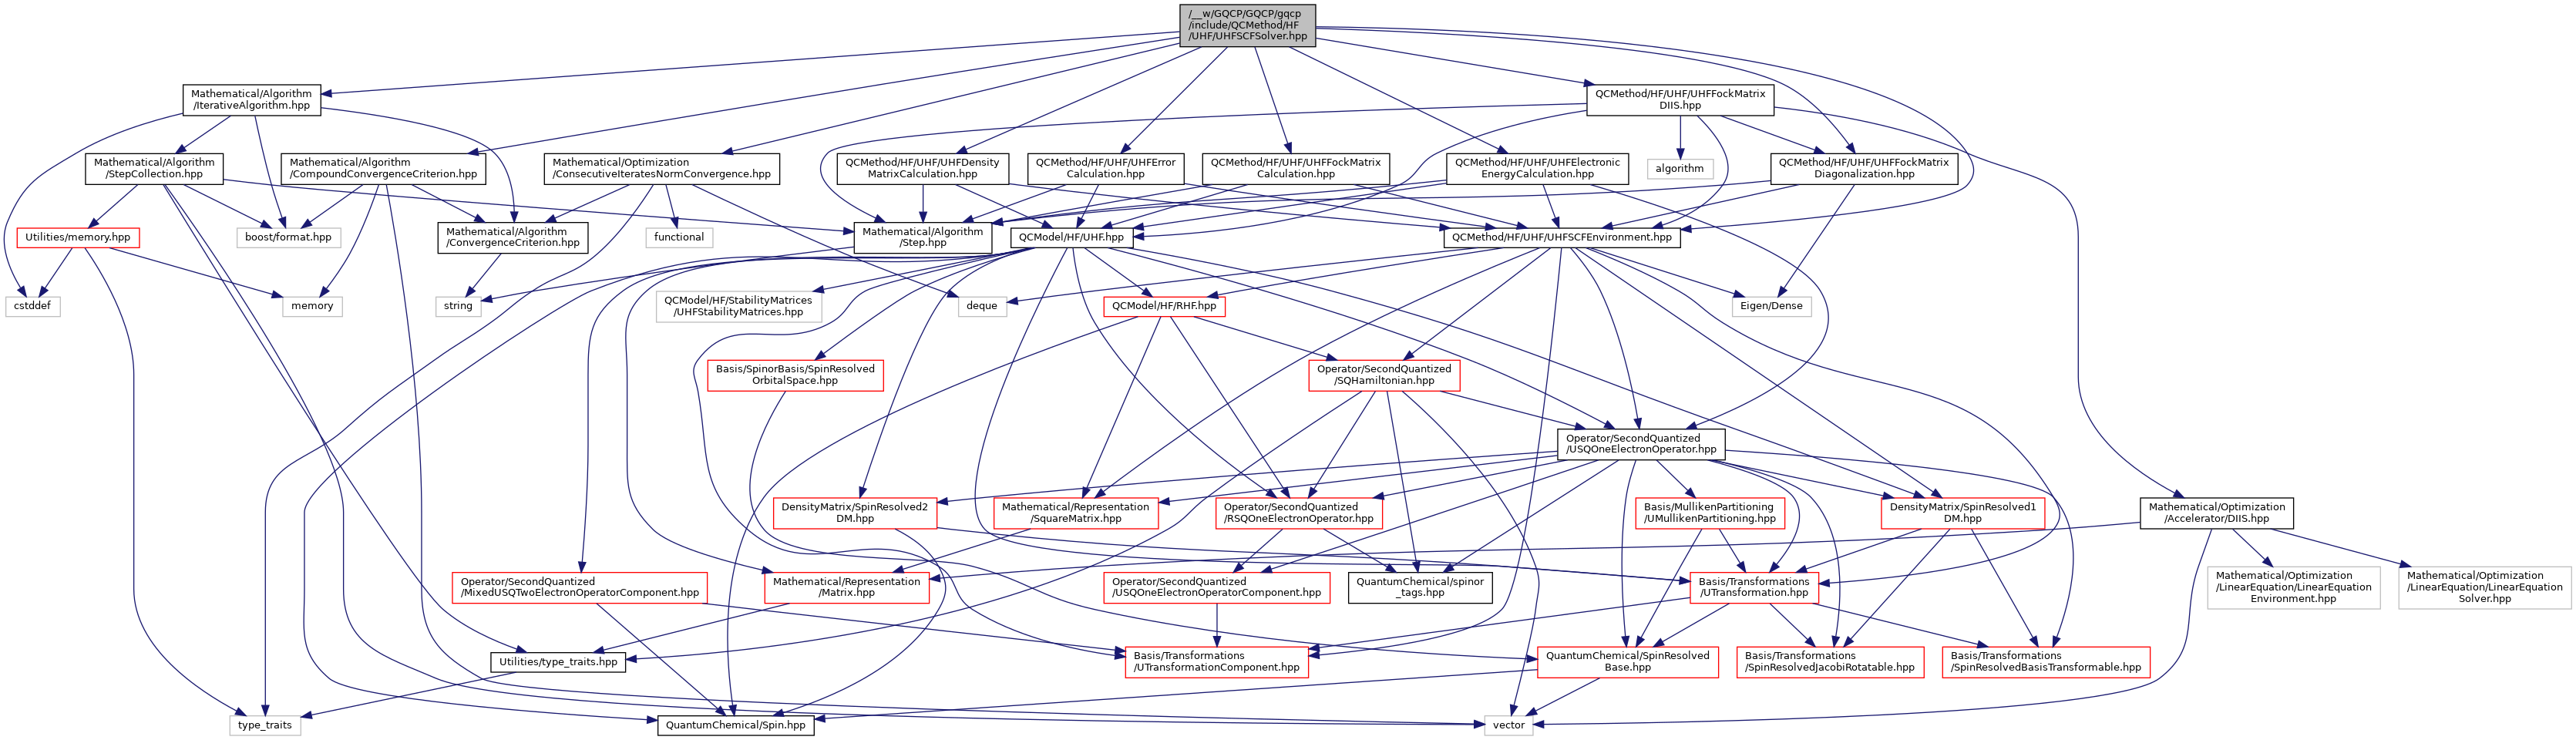 /__w/GQCP/GQCP/gqcp
/include/QCMethod/HF
/UHF/UHFSCFSolver.hpp
Mathematical/Algorithm
/IterativeAlgorithm.hpp
QCMethod/HF/UHF/UHFFockMatrix
DIIS.hpp
Mathematical/Algorithm
/StepCollection.hpp
Mathematical/Algorithm
/CompoundConvergenceCriterion.hpp
Mathematical/Optimization
/ConsecutiveIteratesNormConvergence.hpp
QCMethod/HF/UHF/UHFDensity
MatrixCalculation.hpp
QCMethod/HF/UHF/UHFError
Calculation.hpp
QCMethod/HF/UHF/UHFFockMatrix
Calculation.hpp
QCMethod/HF/UHF/UHFElectronic
EnergyCalculation.hpp
algorithm
QCMethod/HF/UHF/UHFFockMatrix
Diagonalization.hpp
Utilities/memory.hpp
boost/format.hpp
Mathematical/Algorithm
/ConvergenceCriterion.hpp
functional
Mathematical/Algorithm
/Step.hpp
QCModel/HF/UHF.hpp
QCMethod/HF/UHF/UHFSCFEnvironment.hpp
cstddef
memory
string
QCModel/HF/StabilityMatrices
/UHFStabilityMatrices.hpp
deque
QCModel/HF/RHF.hpp
Eigen/Dense
Basis/SpinorBasis/SpinResolved
OrbitalSpace.hpp
Operator/SecondQuantized
/SQHamiltonian.hpp
Operator/SecondQuantized
/USQOneElectronOperator.hpp
DensityMatrix/SpinResolved2
DM.hpp
Mathematical/Representation
/SquareMatrix.hpp
Operator/SecondQuantized
/RSQOneElectronOperator.hpp
Basis/MullikenPartitioning
/UMullikenPartitioning.hpp
DensityMatrix/SpinResolved1
DM.hpp
Mathematical/Optimization
/Accelerator/DIIS.hpp
Operator/SecondQuantized
/MixedUSQTwoElectronOperatorComponent.hpp
Mathematical/Representation
/Matrix.hpp
Operator/SecondQuantized
/USQOneElectronOperatorComponent.hpp
QuantumChemical/spinor
_tags.hpp
Basis/Transformations
/UTransformation.hpp
Mathematical/Optimization
/LinearEquation/LinearEquation
Environment.hpp
Mathematical/Optimization
/LinearEquation/LinearEquation
Solver.hpp
Utilities/type_traits.hpp
Basis/Transformations
/UTransformationComponent.hpp
QuantumChemical/SpinResolved
Base.hpp
Basis/Transformations
/SpinResolvedJacobiRotatable.hpp
Basis/Transformations
/SpinResolvedBasisTransformable.hpp
type_traits
QuantumChemical/Spin.hpp
vector